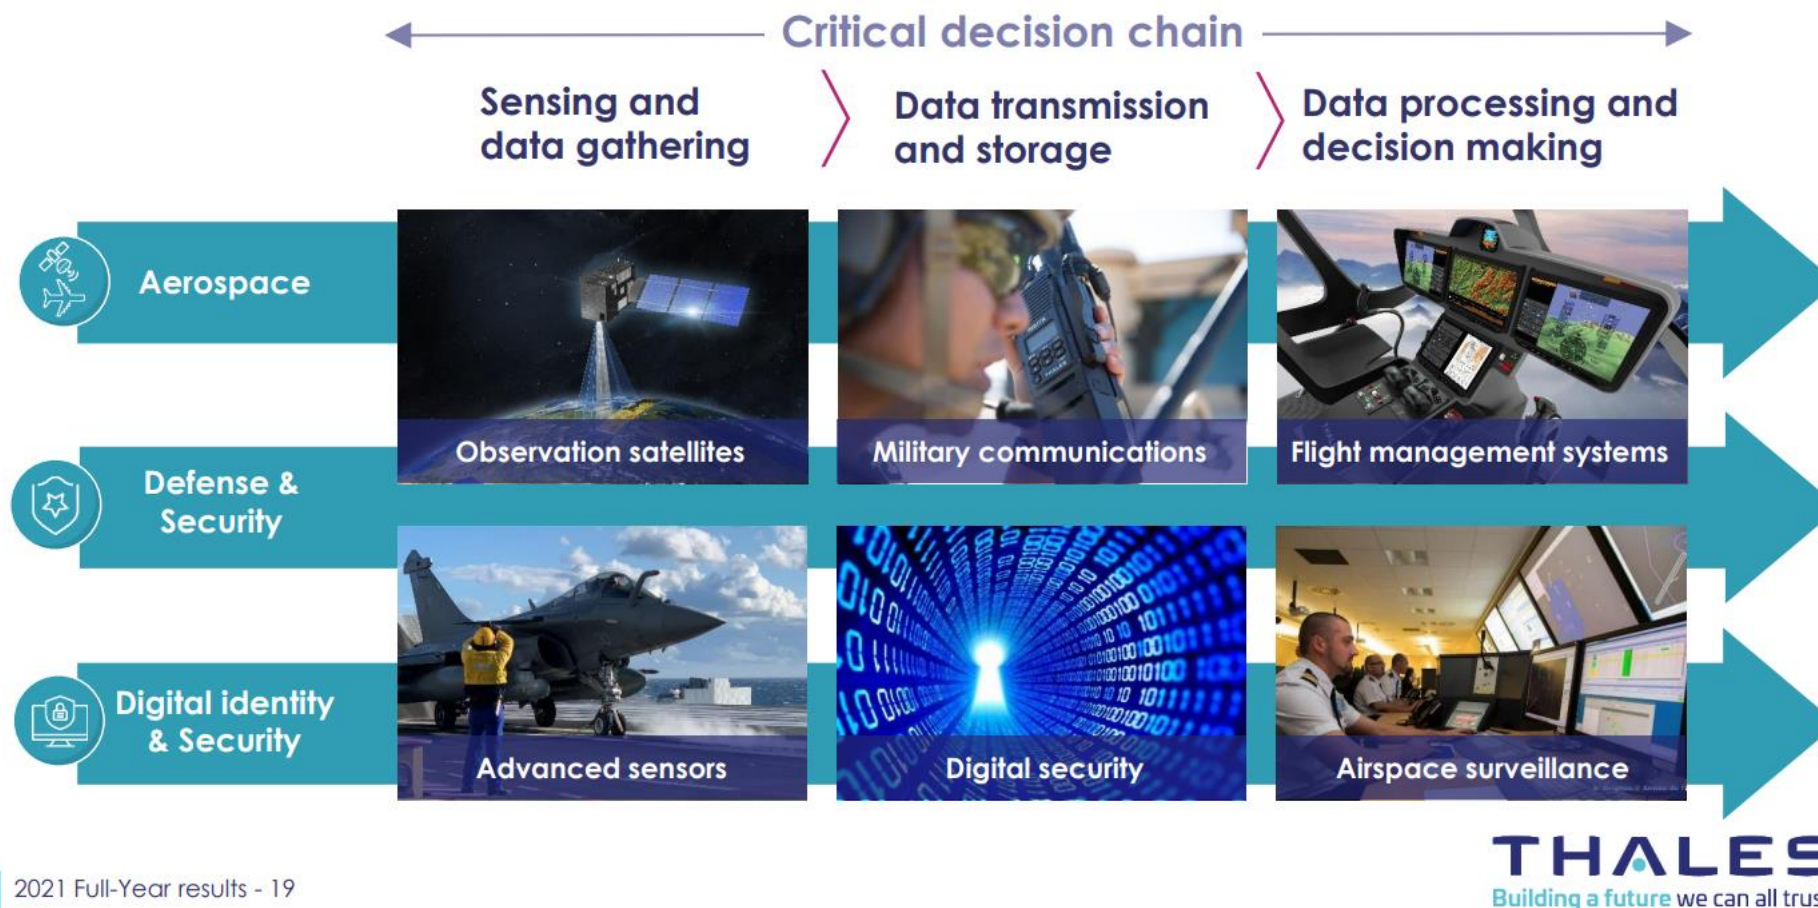 Critical decision chain
Sensing and
data gathering
Data transmission
and storage
Data processing and
decision making
Aerospace
Observation satellites
THALES
Military communications
Flight management systems
Defense &
Security
Digital identity
& Security
Advanced sensors
Digital security
Airspace surveillance
2021 Full-Year results - 19
THALES
Building a future we can all trus